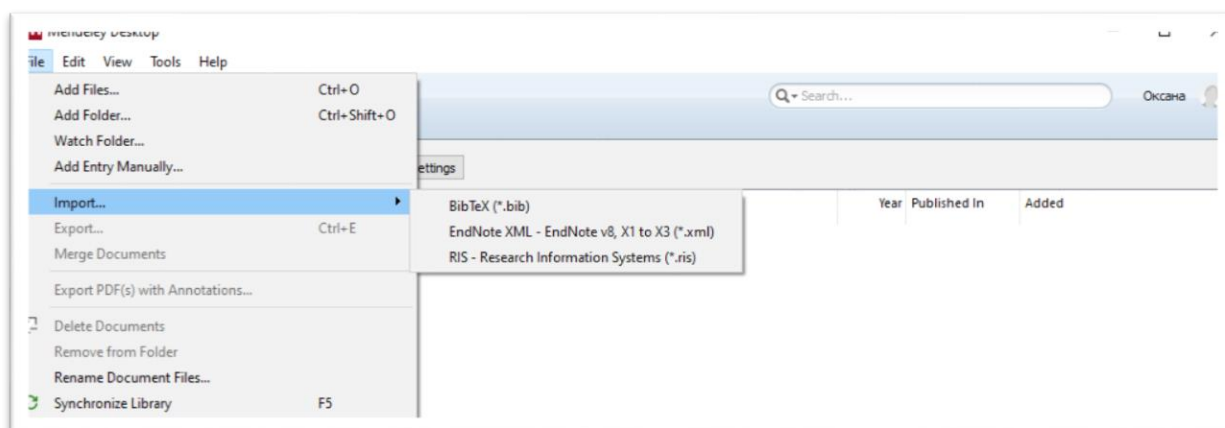 Mendeley Desktop
File Edit View Tools Help
Add Files... Ctrl+O
Search...
Оксана
Add Folder... Ctrl+Shift+O
Watch Folder...
Add Entry Manually...
ettings
Import...
BibTeX (*.bib)
Year Published In Added
Export... Ctrl+E
EndNote XML - EndNote v8, X1 to X3 (*.xml)
Merge Documents
RIS - Research Information Systems (*.ris)
Export PDF(s) with Annotations...
Delete Documents
Remove from Folder
Rename Document Files...
Synchronize Library F5